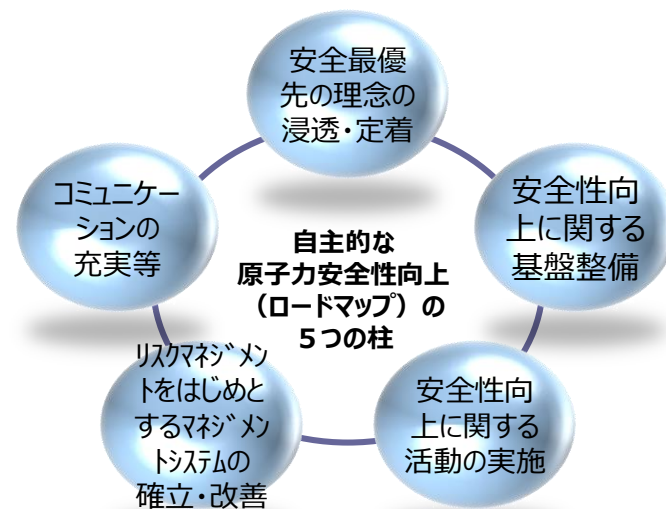 安全最優
先の理念の
浸透・定着
コミュニケー
ションの
充実等
安全性向
上に関する
基盤整備
自主的な
原子力安全性向上
（ロードマップ）の
５つの柱
リスクマネジメン
トをはじめと
するマネジメン
トシステムの
確立・改善
安全性向
上に関する
活動の実施